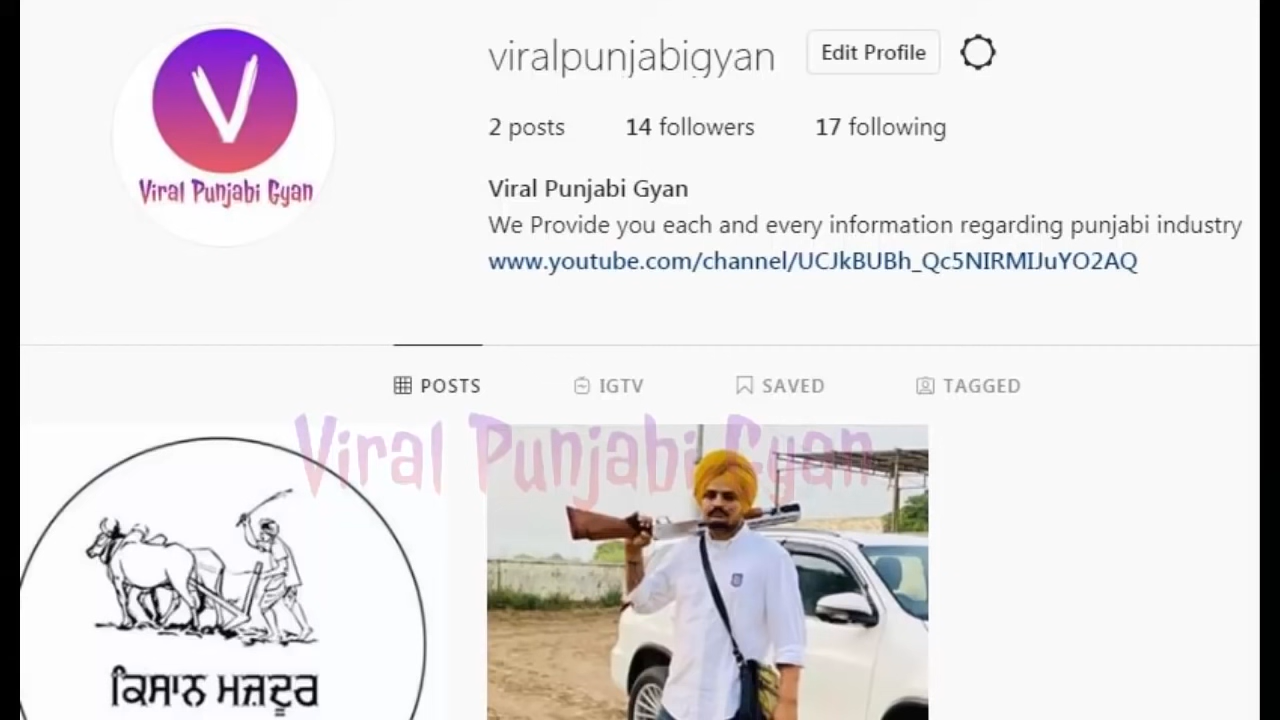 viralpunjabigyan Edit Profile
2 posts 14 followers 17 following
V
Viral Punjabi Gyan
Viral Punjabi Gyan
We Provide you each and every information regarding punjabi industry
www.youtube.com/channel/UCJkBUBh_Qc5NIRMIJuYO2AQ
POSTS IGTV SAVED TAGGED
Viral Punjabi Gyan
ਕਿਸਾਨ ਮਜ਼ਦੂਰ